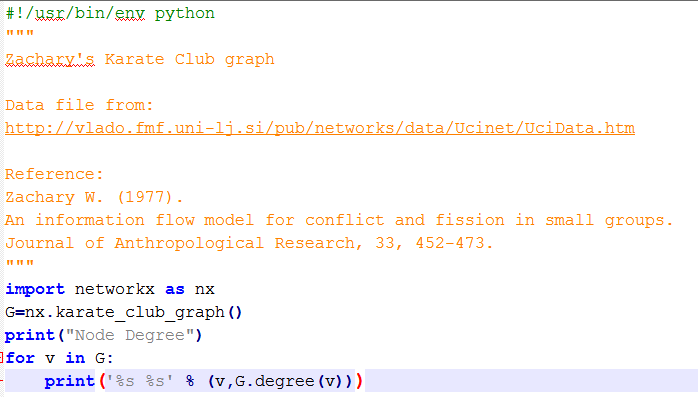 #!/usr/bin/env python
"""
Zachary's Karate Club graph
Data file from:
http://vlado.fmf.uni-lj.si/pub/networks/data/Ucinet/UciData.htm
Reference:
Zachary W. (1977).
An information flow model for conflict and fission in small groups.
Journal of Anthropological Research, 33, 452-473.
"""
import networkx as nx
G=nx.karate_club_graph()
print("Node Degree")
for v in G:
    print('%s %s' % (v,G.degree(v)))